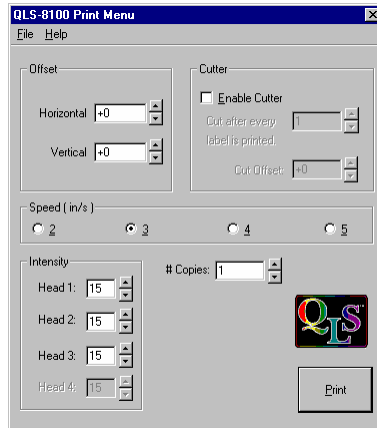 QLS-8100 Print Menu
File Help
Offset
Horizontal +0
Vertical +0
Cutter
Enable Cutter
Cut after every 1
label is printed.
Cut Offset: +0
Speed ( in/s )
2 3 4 5
Intensity
Head 1: 15
Head 2: 15
Head 3: 15
Head 4: 15
# Copies: 1
QLS
Print